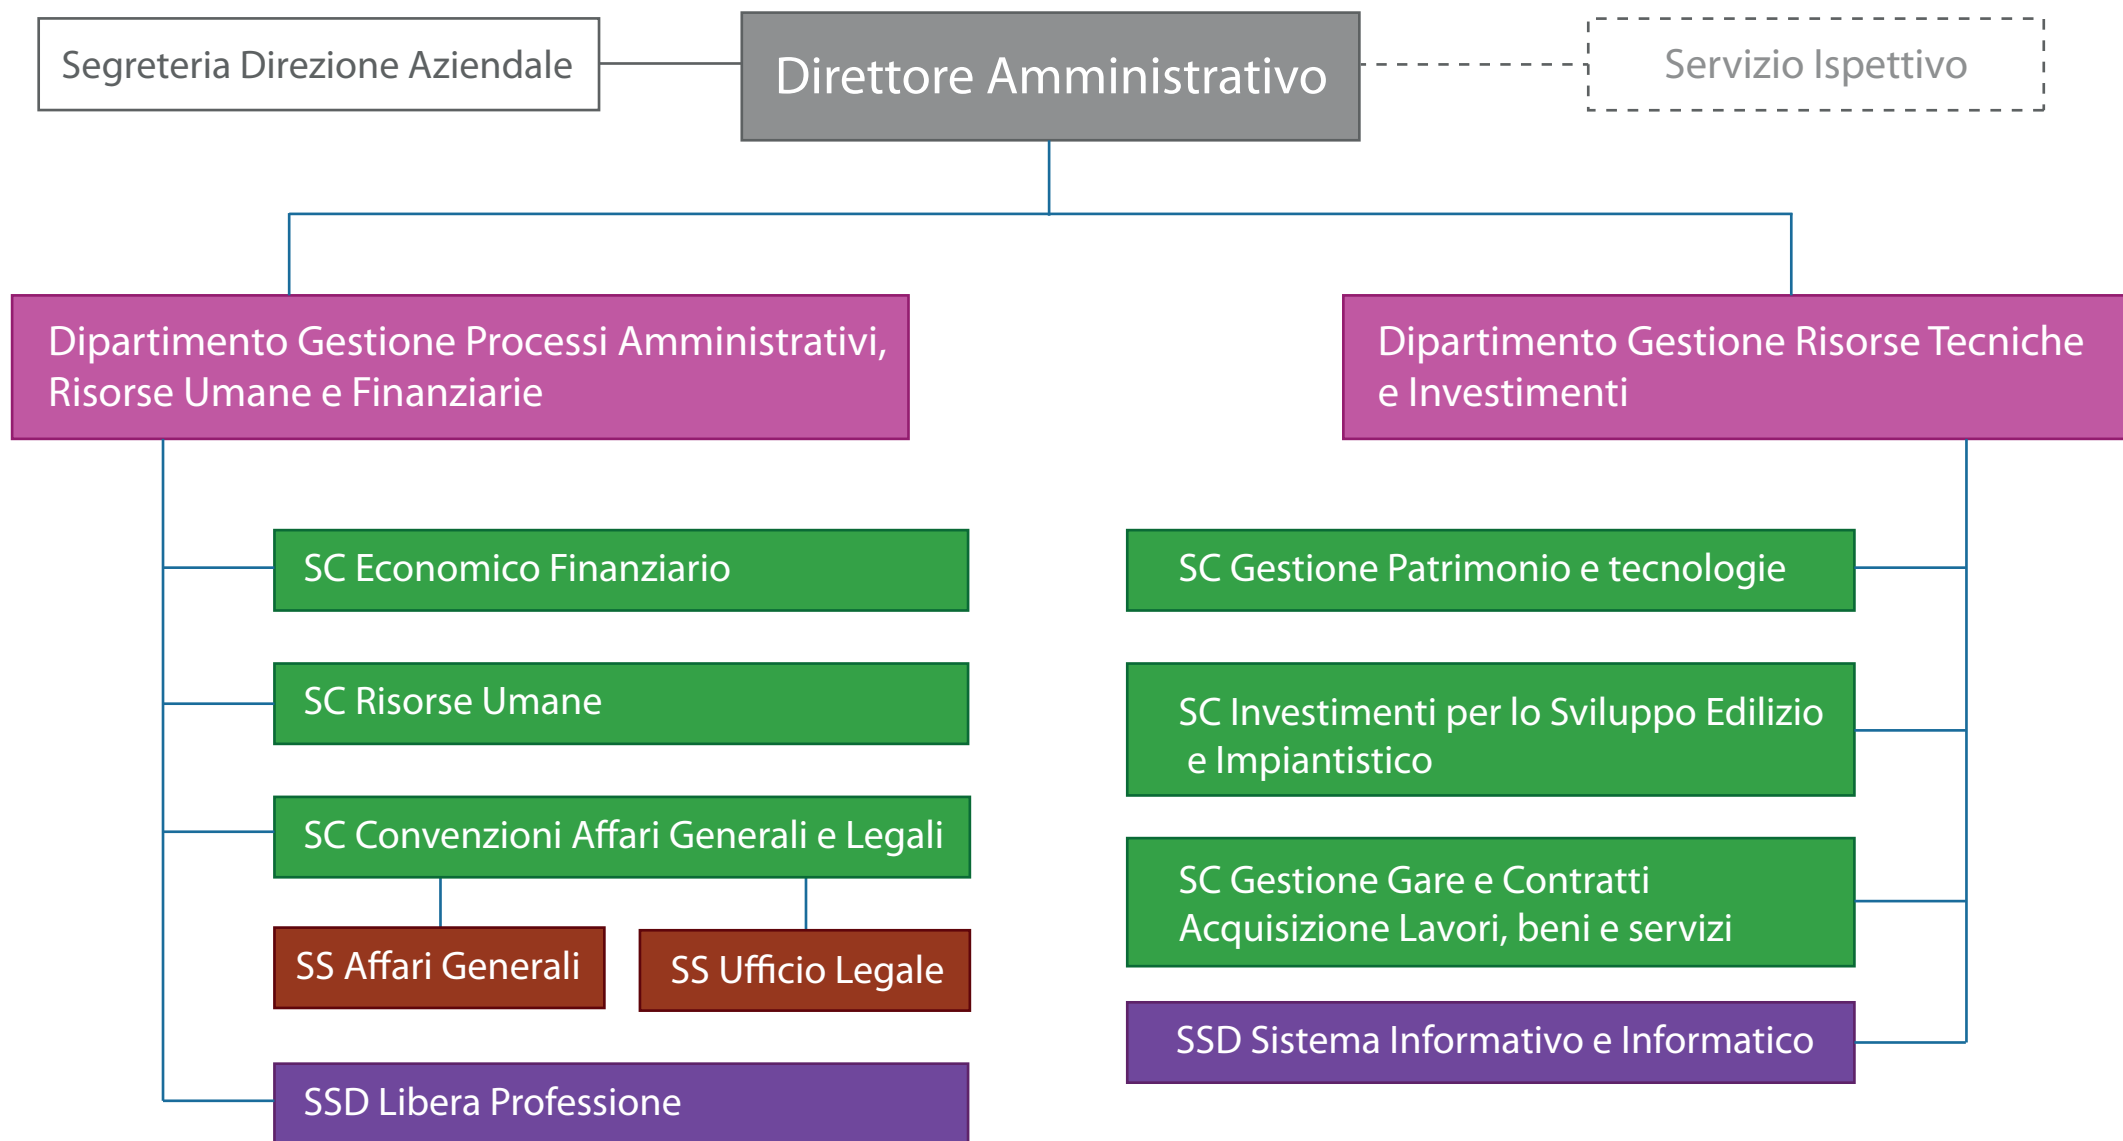 Segreteria Direzione Aziendale
Direttore Amministrativo
Servizio Ispettivo
Dipartimento Gestione Processi Amministrativi,
Risorse Umane e Finanziarie
Dipartimento Gestione Risorse Tecniche
e Investimenti
SC Economico Finanziario
SC Risorse Umane
SC Convenzioni Affari Generali e Legali
SS Affari Generali
SS Ufficio Legale
SSD Libera Professione
SC Gestione Patrimonio e tecnologie
SC Investimenti per lo Sviluppo Edilizio
e Impiantistico
SC Gestione Gare e Contratti
Acquisizione Lavori, beni e servizi
SSD Sistema Informativo e Informatico